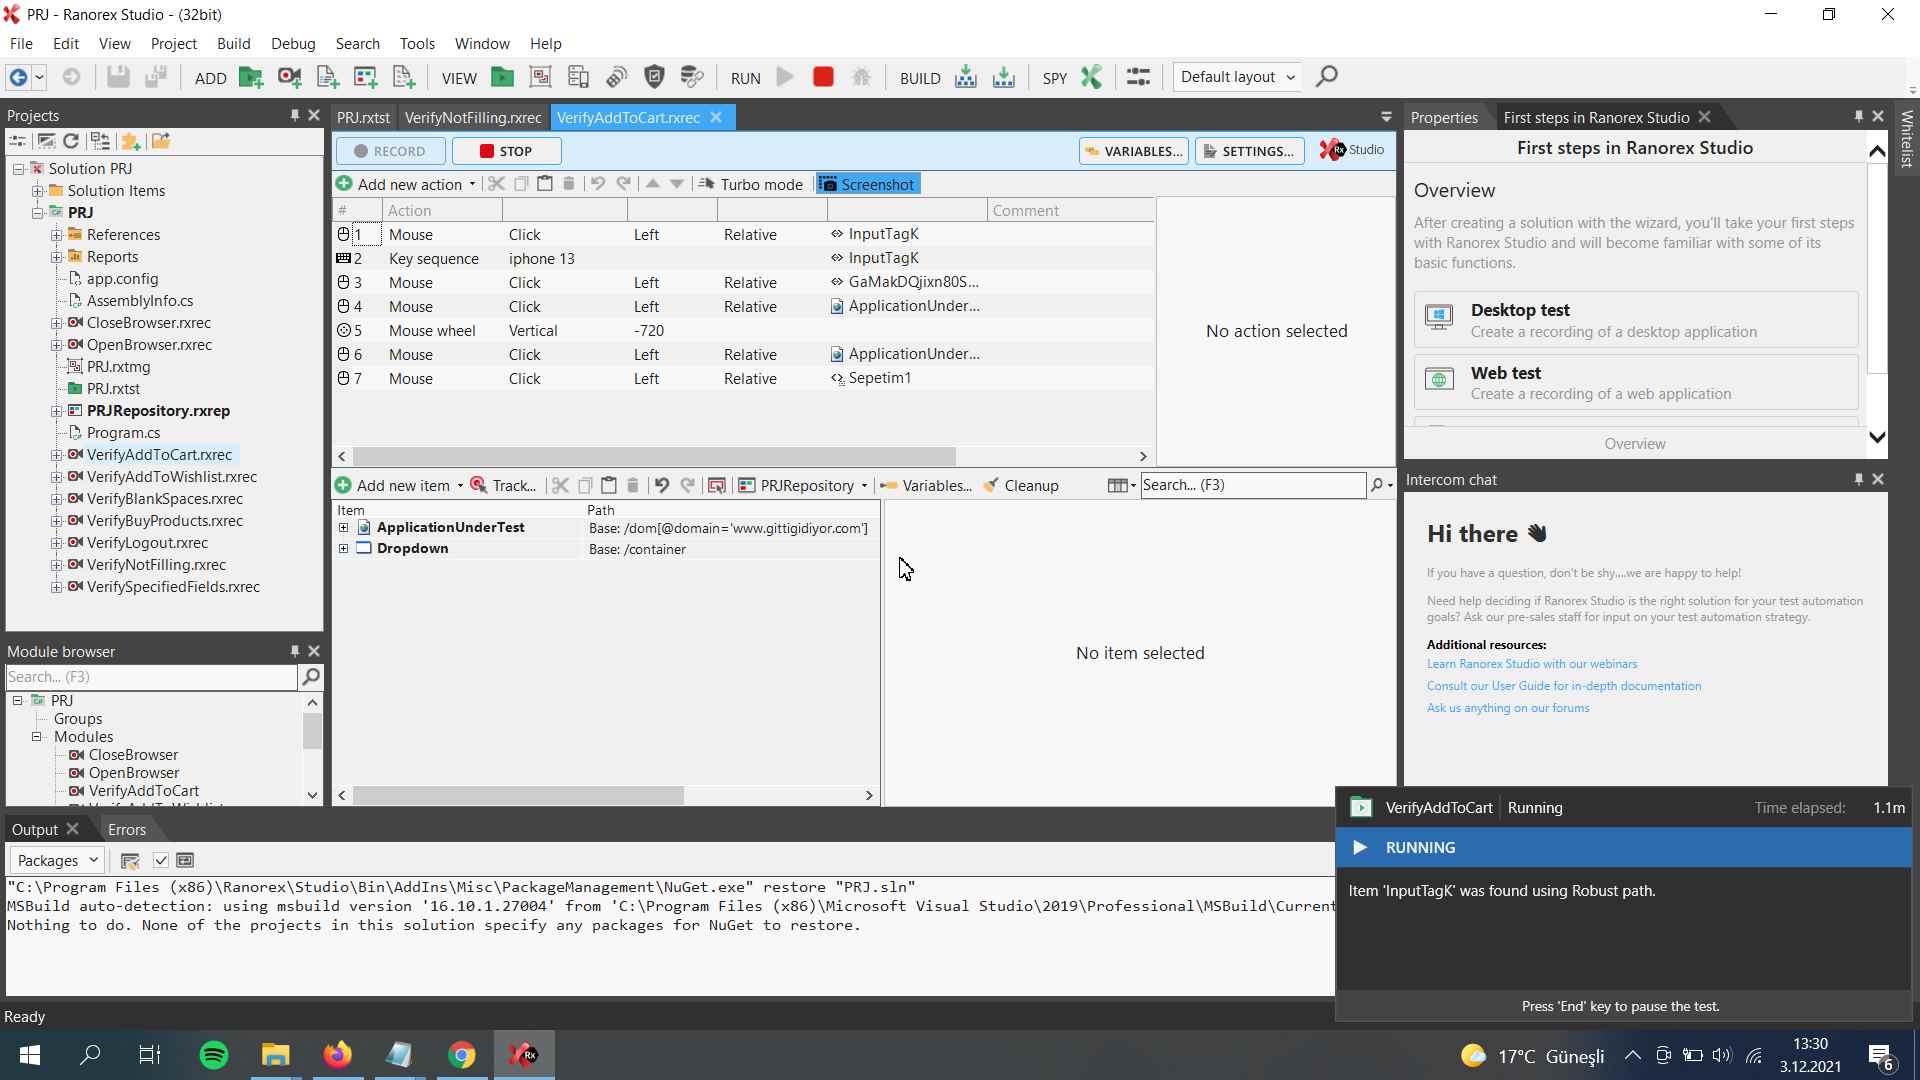 PRJ - Ranorex Studio - (32bit)
File Edit View Project Build Debug Search Tools Window Help
ADD VIEW RUN BUILD SPY Default layout
Projects
Solution PRJ
Solution Items
PRJ
References
Reports
app.config
AssemblyInfo.cs
CloseBrowser.rxrec
OpenBrowser.rxrec
PRJ.rxtmg
PRJ.rxtst
PRJRepository.rxrep
Program.cs
VerifyAddToCart.rxrec
VerifyAddToWishlist.rxrec
VerifyBlankSpaces.rxrec
VerifyBuyProducts.rxrec
VerifyLogout.rxrec
VerifyNotFilling.rxrec
VerifySpecifiedFields.rxrec
Module browser
Search... (F3)
PRJ
Groups
Modules
CloseBrowser
OpenBrowser
VerifyAddToCart
PRJ.rxtst VerifyNotFilling.rxrec VerifyAddToCart.rxrec
RECORD STOP VARIABLES... SETTINGS... Rx Studio
Add new action Turbo mode Screenshot
# Action Comment
1 Mouse Click Left Relative InputTagK
2 Key sequence iphone 13 InputTagK
3 Mouse Click Left Relative GaMakDQjixn80S...
4 Mouse Click Left Relative ApplicationUnder...
5 Mouse wheel Vertical -720
6 Mouse Click Left Relative ApplicationUnder...
7 Mouse Click Left Relative Sepetim1
No action selected
Add new item Track... PRJRepository Variables... Cleanup Search... (F3)
Item Path
ApplicationUnderTest Base: /dom[@domain='www.gittigidiyor.com']
Dropdown Base: /container
No item selected
Properties First steps in Ranorex Studio
First steps in Ranorex Studio
Overview
After creating a solution with the wizard, you'll take your first steps
with Ranorex Studio and will become familiar with some of its
basic functions.
Desktop test
Create a recording of a desktop application
Web test
Create a recording of a web application
Overview
Whitelist
Intercom chat
Hi there 👋
If you have a question, don't be shy....we are happy to help!
Need help deciding if Ranorex Studio is the right solution for your test automation
goals? Ask our pre-sales staff for input on your test automation strategy.
Additional resources:
Learn Ranorex Studio with our webinars
Consult our User Guide for in-depth documentation
Ask us anything on our forums
Output Errors
Packages
"C:\Program Files (x86)\Ranorex\Studio\Bin\AddIns\Misc\PackageManagement\NuGet.exe" restore "PRJ.sln"
MSBuild auto-detection: using msbuild version '16.10.1.27004' from 'C:\Program Files (x86)\Microsoft Visual Studio\2019\Professional\MSBuild\Current
Nothing to do. None of the projects in this solution specify any packages for NuGet to restore.
VerifyAddToCart Running Time elapsed: 1.1m
RUNNING
Item 'InputTagK' was found using Robust path.
Press 'End' key to pause the test.
Ready
Rx
17°C Güneşli
13:30
3.12.2021
6